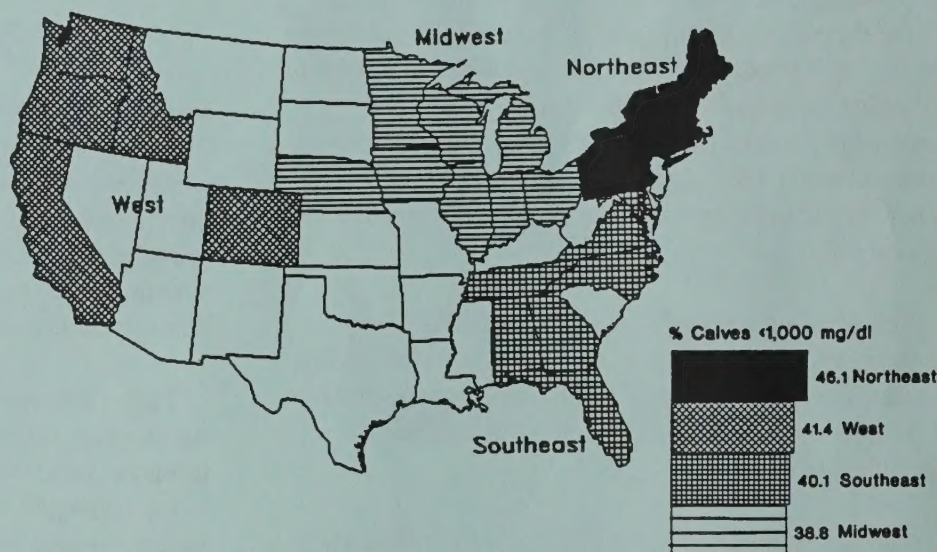 Midwest
Northeast
West
Southeast
% Calves <1,000 mg/dl
46.1 Northeast
41.4 West
40.1 Southeast
38.8 Midwest